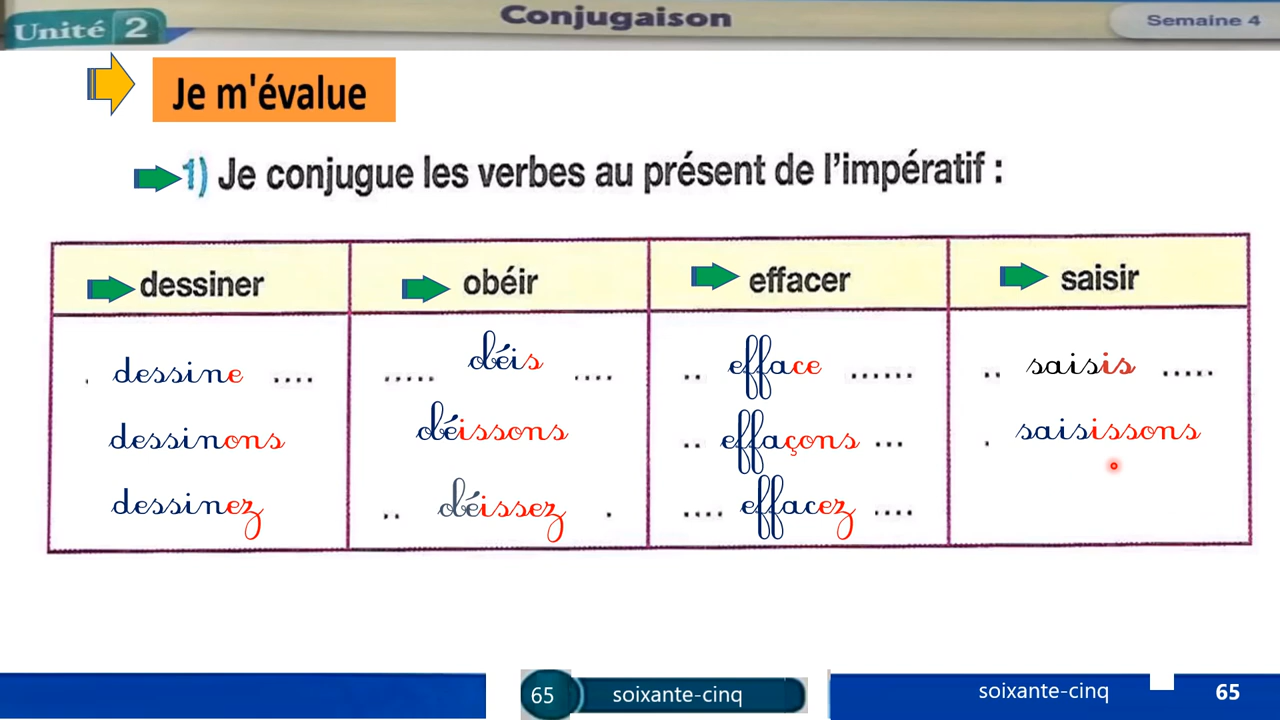 Unité 2
Conjugaison
Semaine 4
Je m'évalue
1) Je conjugue les verbes au présent de l'impératif :
dessiner obéir effacer saisir
. dessine .... ..... obéis .... .. efface ...... .. saisis .....
dessinons obéissons .. effaçons ... . saisissons
dessinez .. obéissez . .... effacez ....
65 soixante-cinq soixante-cinq 65